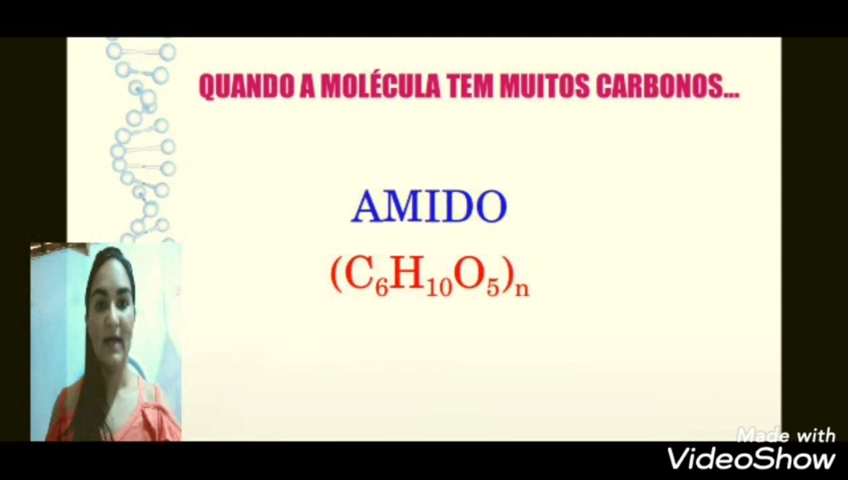 QUANDO A MOLÉCULA TEM MUITOS CARBONOS...
AMIDO
(C₆H₁₀O₅)ₙ
Made with
VideoShow